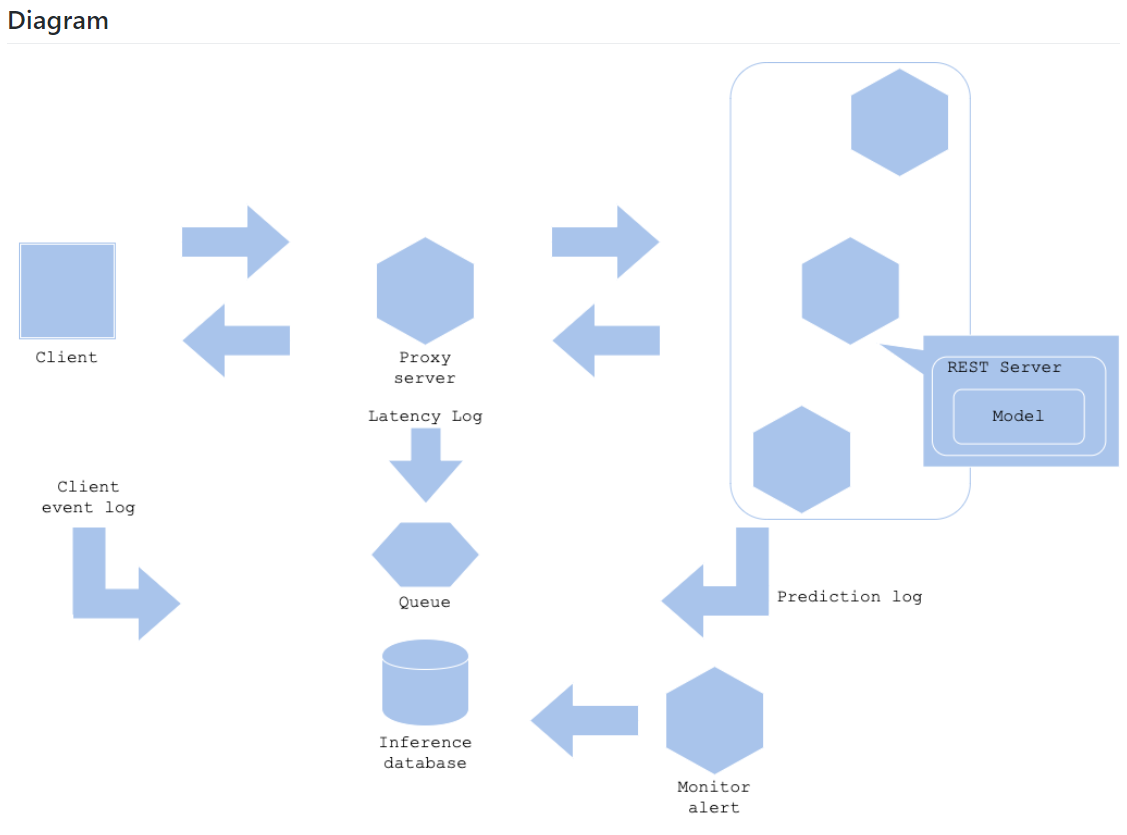 Diagram
Client
Proxy
server
Latency Log
REST Server
Model
Client
event log
Queue
Prediction log
Inference
database
Monitor
alert